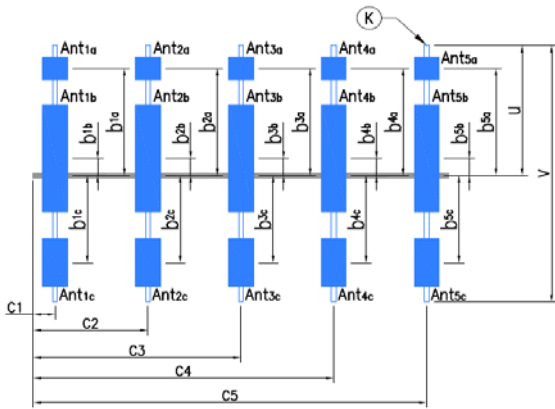 K
Ant1a Ant2a Ant3a Ant4a Ant5a
Ant1b Ant2b Ant3b Ant4b Ant5b
b1b b1a b2b b2a b3b b3a b4b b4a b5b b5a u
v
b1c b2c b3c b4c b5c
Ant1c Ant2c Ant3c Ant4c Ant5c
C1
C2
C3
C4
C5